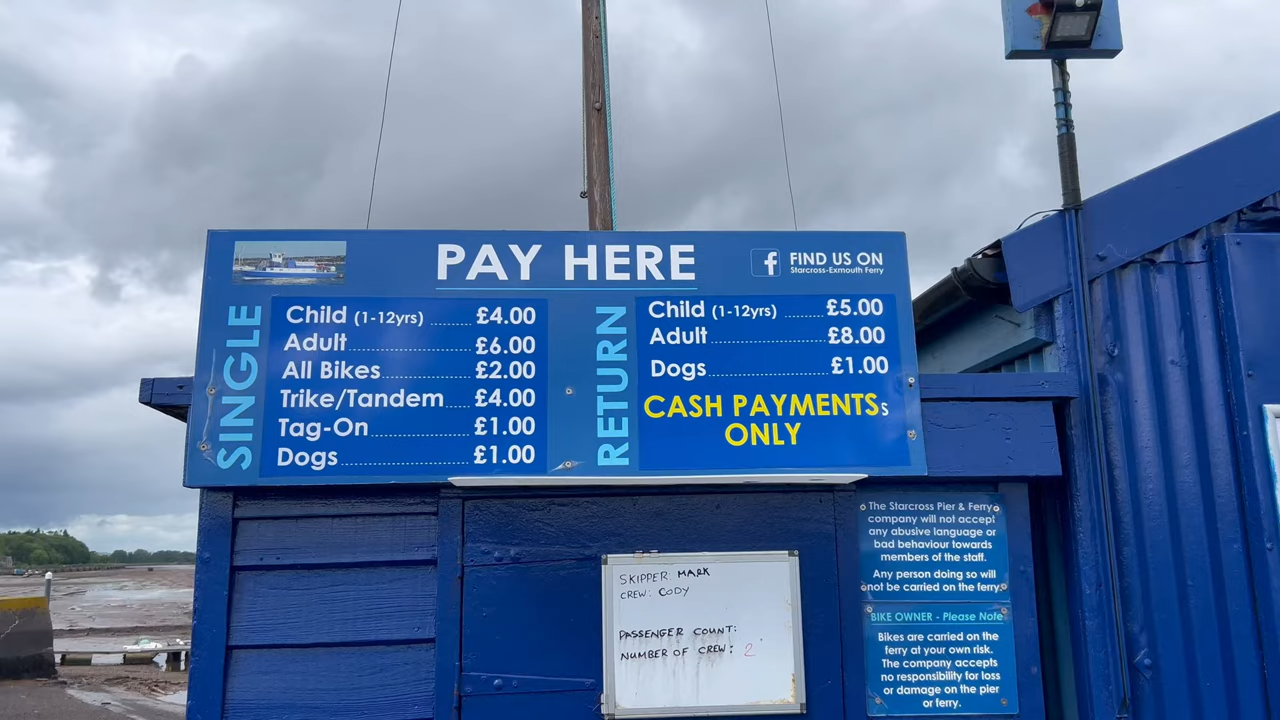 PAY HERE
f FIND US ON
Starcross-Exmouth Ferry
SINGLE
Child (1-12yrs) ........ £4.00
Adult ........ £6.00
All Bikes ........ £2.00
Trike/Tandem ........ £4.00
Tag-On ........ £1.00
Dogs ........ £1.00
RETURN
Child (1-12yrs) ........ £5.00
Adult ........ £8.00
Dogs ........ £1.00
CASH PAYMENTSs
ONLY
SKIPPER: MARK
CREW: CODY
PASSENGER COUNT:
NUMBER OF CREW: 2
The Starcross Pier & Ferry
company will not accept
any abusive language or
bad behaviour towards
members of the staff.
Any person doing so will
not be carried on the ferry.
BIKE OWNER - Please Note
Bikes are carried on the
ferry at your own risk.
The company accepts
no responsibility for loss
or damage on the pier
or ferry.